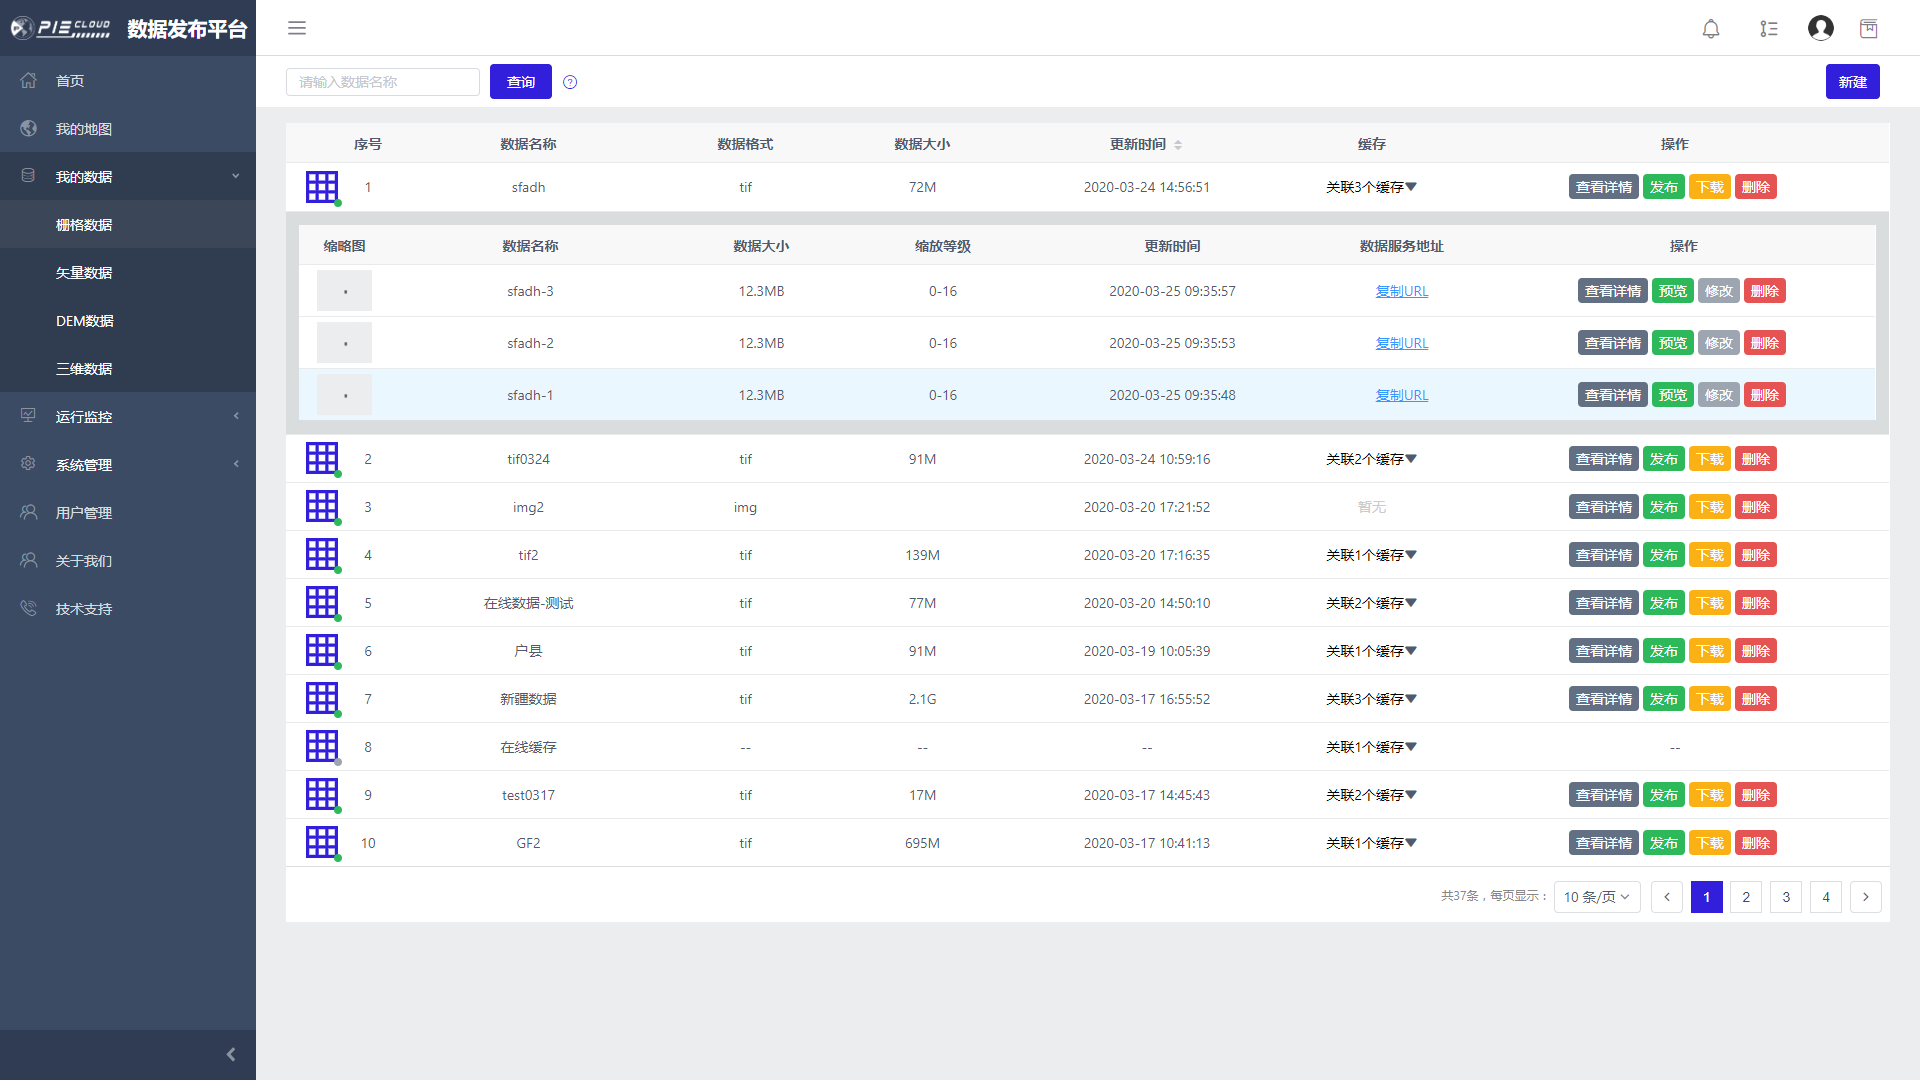 PIE CLOUD 数据发布平台
首页
我的地图
我的数据
栅格数据
矢量数据
DEM数据
三维数据
运行监控
系统管理
用户管理
关于我们
技术支持
请输入数据名称 查询 ? 新建
序号 数据名称 数据格式 数据大小 更新时间 缓存 操作
1 sfadh tif 72M 2020-03-24 14:56:51 关联3个缓存▼ 查看详情 发布 下载 删除
缩略图 数据名称 数据大小 缩放等级 更新时间 数据服务地址 操作
sfadh-3 12.3MB 0-16 2020-03-25 09:35:57 复制URL 查看详情 预览 修改 删除
sfadh-2 12.3MB 0-16 2020-03-25 09:35:53 复制URL 查看详情 预览 修改 删除
sfadh-1 12.3MB 0-16 2020-03-25 09:35:48 复制URL 查看详情 预览 修改 删除
2 tif0324 tif 91M 2020-03-24 10:59:16 关联2个缓存▼ 查看详情 发布 下载 删除
3 img2 img 2020-03-20 17:21:52 暂无 查看详情 发布 下载 删除
4 tif2 tif 139M 2020-03-20 17:16:35 关联1个缓存▼ 查看详情 发布 下载 删除
5 在线数据-测试 tif 77M 2020-03-20 14:50:10 关联2个缓存▼ 查看详情 发布 下载 删除
6 户县 tif 91M 2020-03-19 10:05:39 关联1个缓存▼ 查看详情 发布 下载 删除
7 新疆数据 tif 2.1G 2020-03-17 16:55:52 关联3个缓存▼ 查看详情 发布 下载 删除
8 在线缓存 -- -- -- 关联1个缓存▼ --
9 test0317 tif 17M 2020-03-17 14:45:43 关联2个缓存▼ 查看详情 发布 下载 删除
10 GF2 tif 695M 2020-03-17 10:41:13 关联1个缓存▼ 查看详情 发布 下载 删除
共37条，每页显示： 10 条/页 1 2 3 4